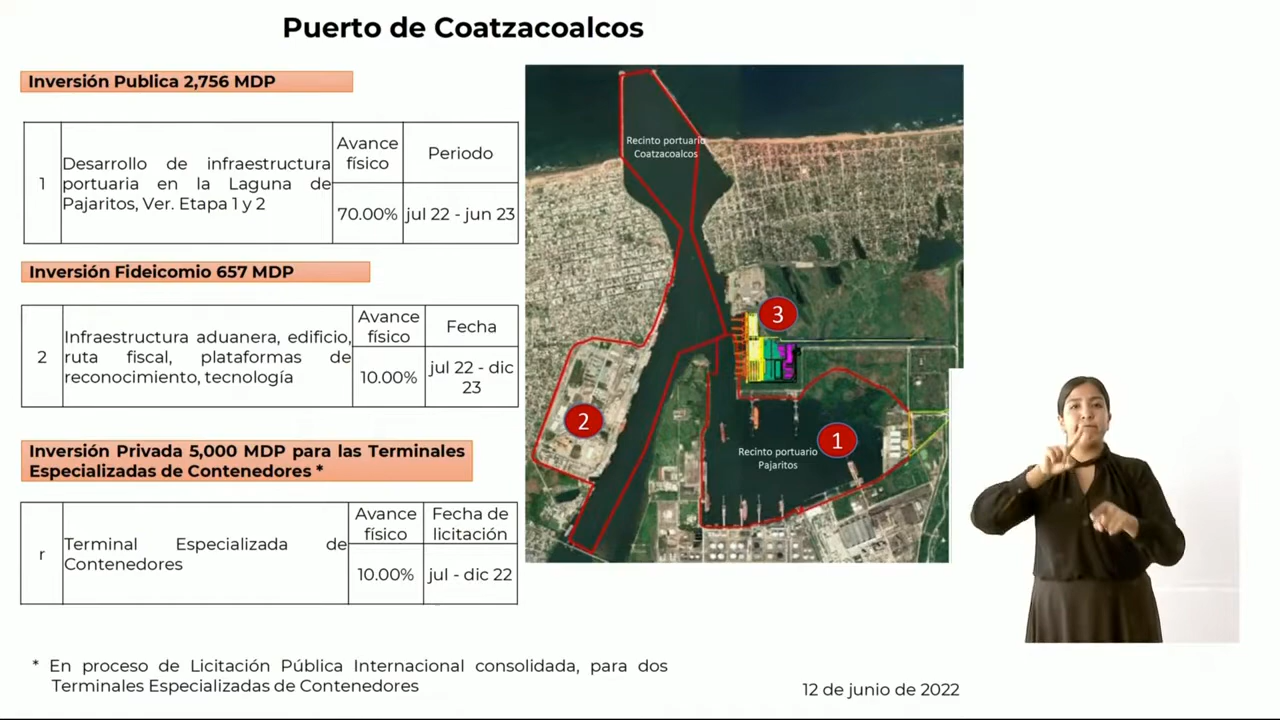 Puerto de Coatzacoalcos
Inversión Publica 2,756 MDP
1
Desarrollo de infraestructura
portuaria en la Laguna de
Pajaritos, Ver. Etapa 1 y 2
Avance
físico
Periodo
70.00%
jul 22 - jun 23
Inversión Fideicomio 657 MDP
2
Infraestructura aduanera, edificio,
ruta fiscal, plataformas de
reconocimiento, tecnología
Avance
físico
Fecha
10.00%
jul 22 - dic
23
Inversión Privada 5,000 MDP para las Terminales
Especializadas de Contenedores *
r
Terminal Especializada de
Contenedores
Avance
físico
Fecha de
licitación
10.00%
jul - dic 22
* En proceso de Licitación Pública Internacional consolidada, para dos
Terminales Especializadas de Contenedores
Recinto portuario
Coatzacoalcos
3
2
1
Recinto portuario
Pajaritos
12 de junio de 2022